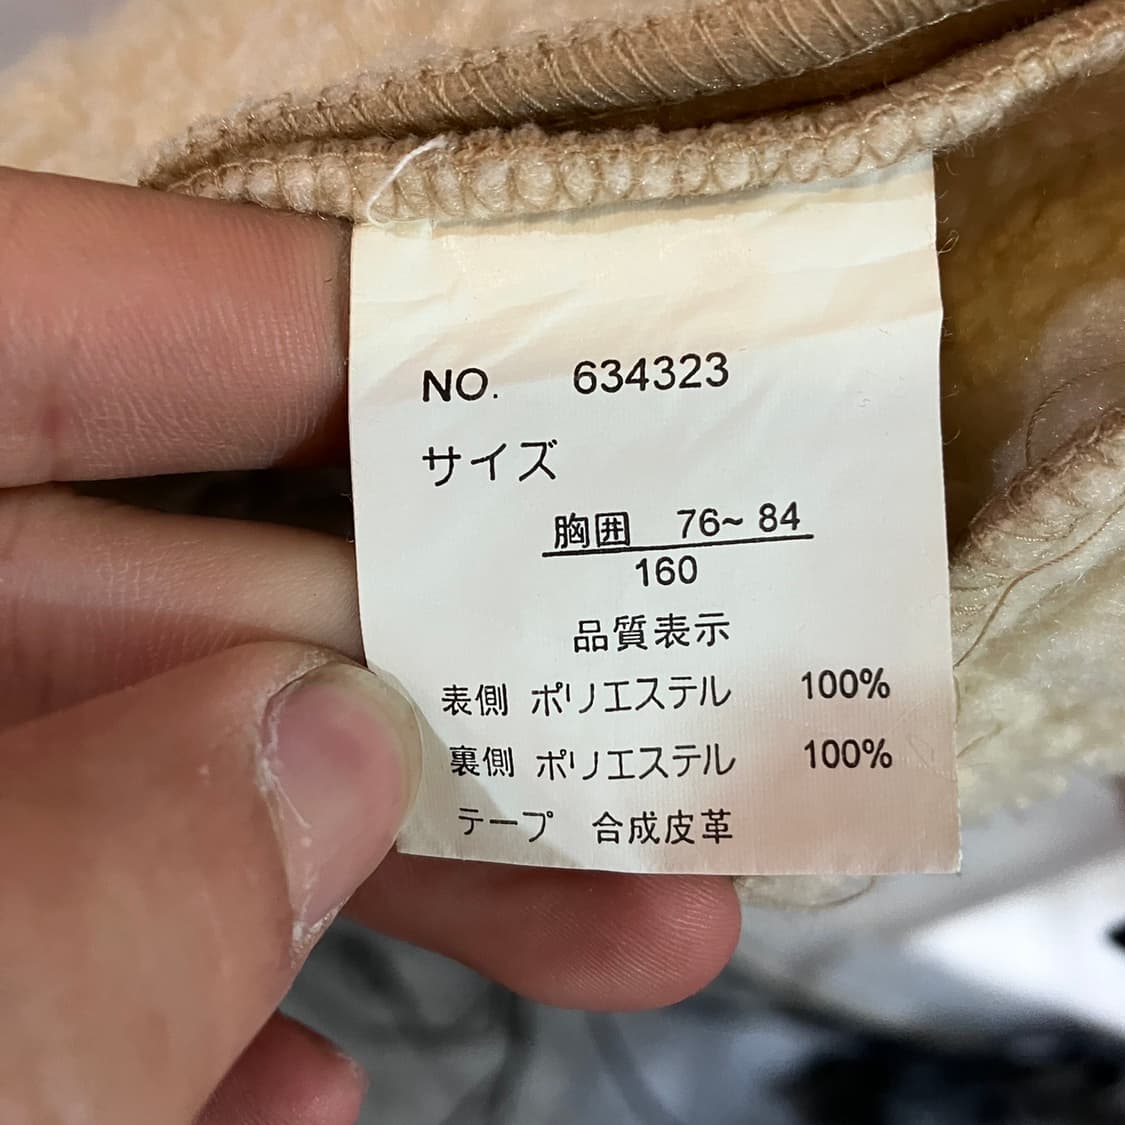 NO. 634323
サイズ
胸囲 76~84
160
品質表示
表側 ポリエステル 100%
裏側 ポリエステル 100%
テープ 合成皮革